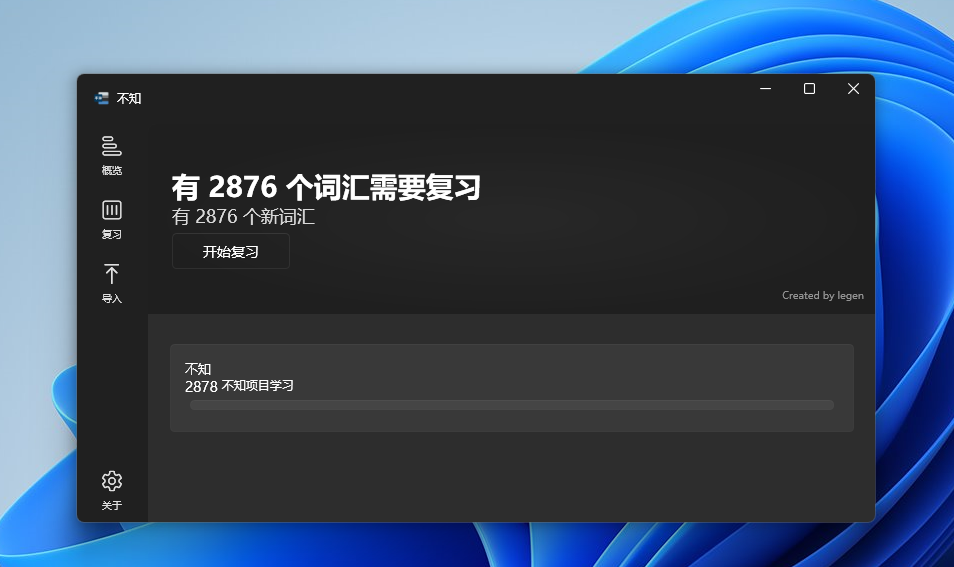 不知
概览
复习
导入
有 2876 个词汇需要复习
有 2876 个新词汇
开始复习
Created by legen
不知
2878 不知项目学习
关于